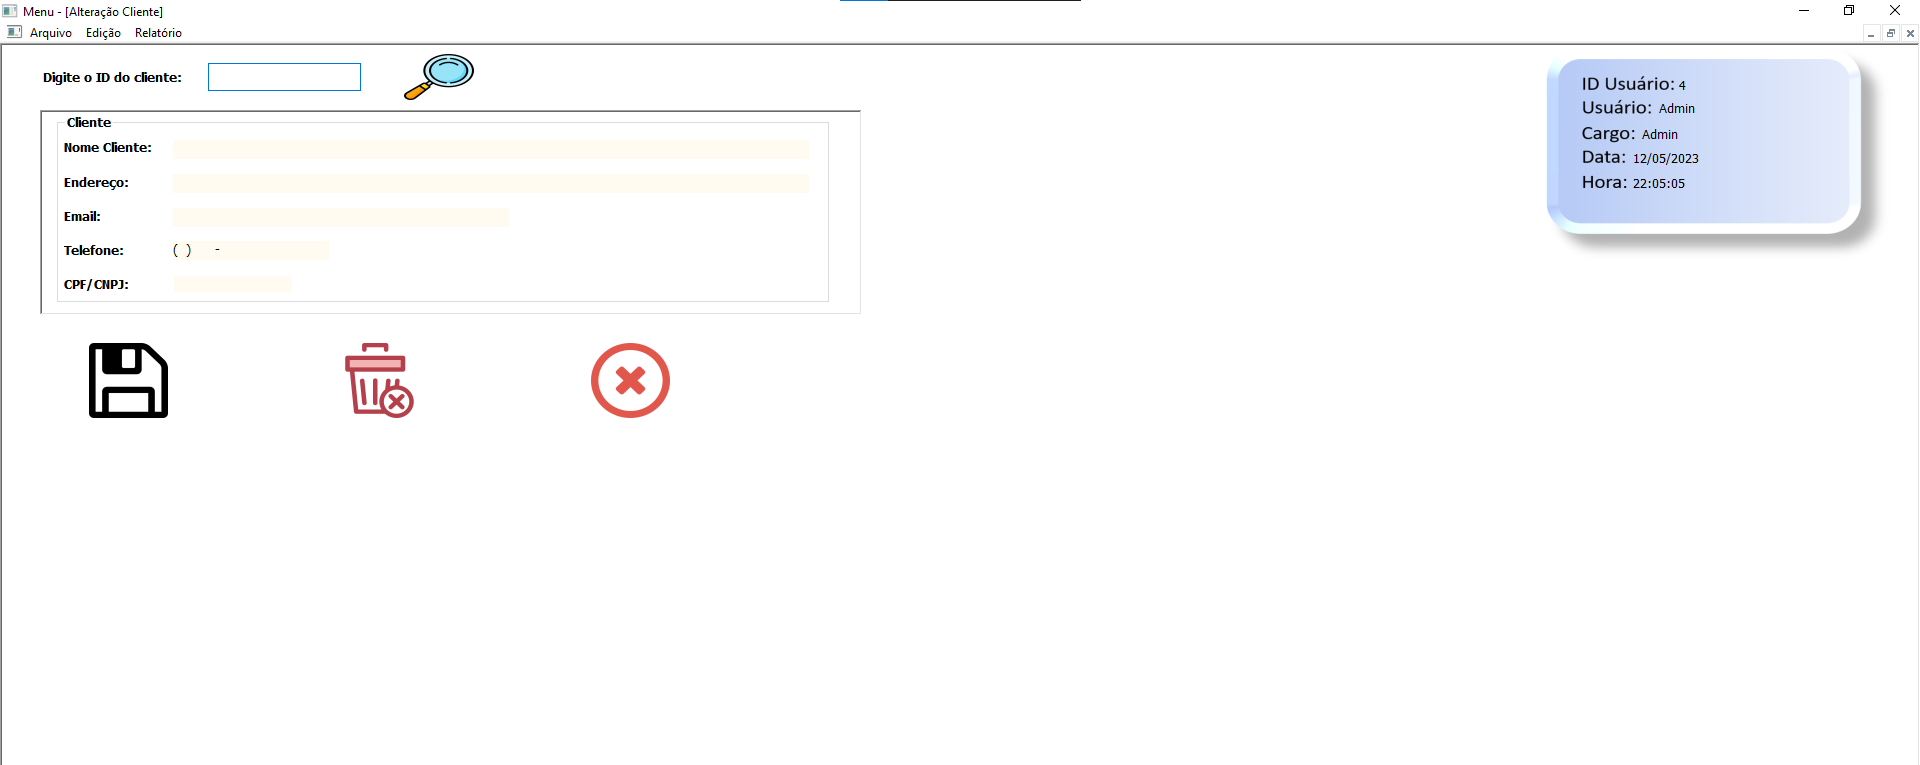 Menu - [Alteração Cliente]
Arquivo Edição Relatório
Digite o ID do cliente:
Cliente
Nome Cliente:
Endereço:
Email:
Telefone: ( ) -
CPF/CNPJ:
ID Usuário: 4
Usuário: Admin
Cargo: Admin
Data: 12/05/2023
Hora: 22:05:05